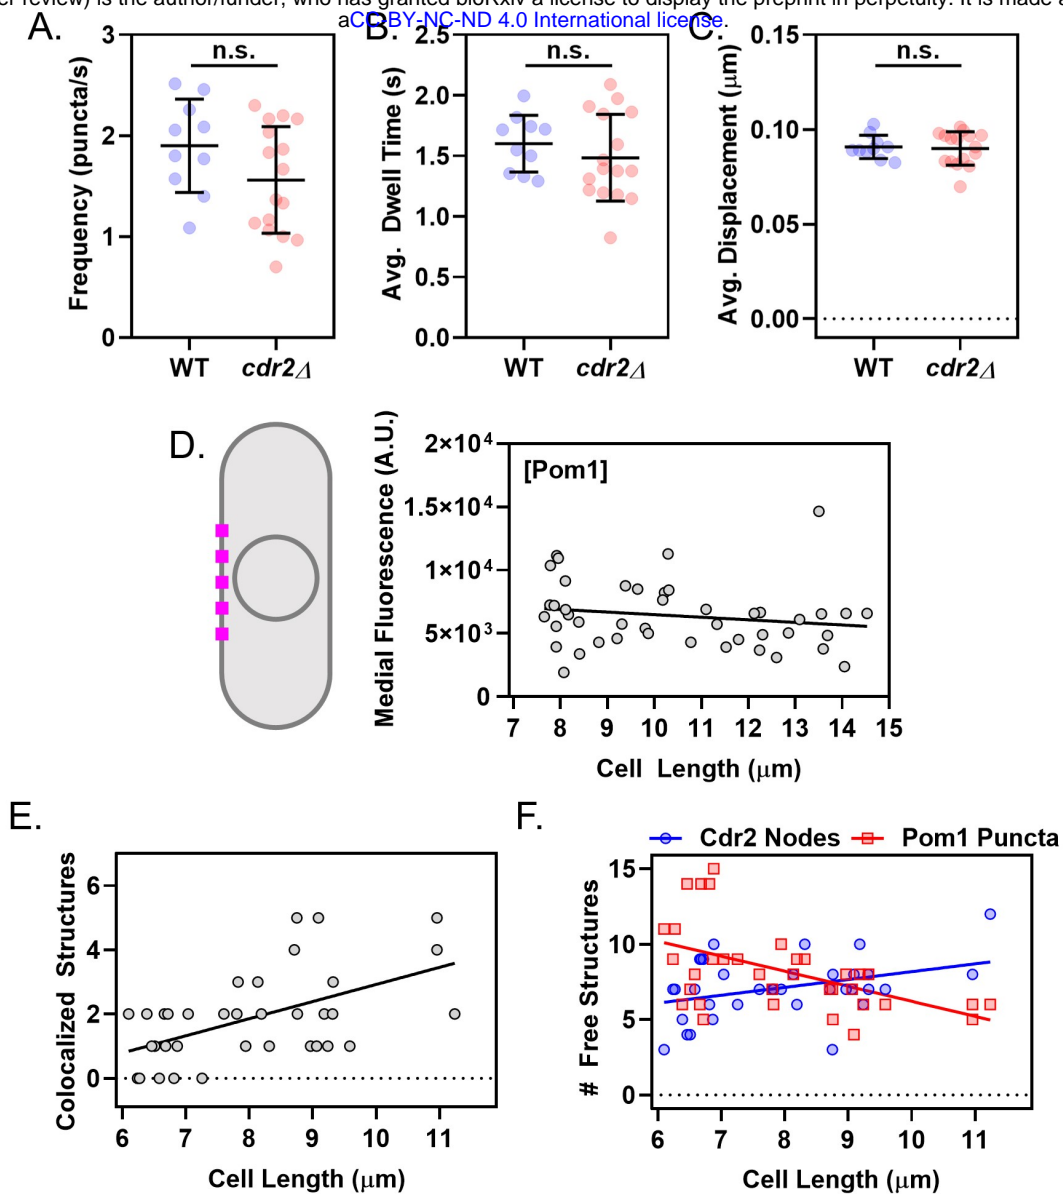 er review) is the author/funder, who has granted bioRxiv a license to display the preprint in perpetuity. It is made a
aCC-BY-NC-ND 4.0 International license.
A.
Frequency (puncta/s)
3
2
1
0
n.s.
WT cdr2Δ
B.
Avg. Dwell Time (s)
2.5
2.0
1.5
1.0
0.5
0.0
n.s.
WT cdr2Δ
C.
Avg. Displacement (μm)
0.15
0.10
0.05
0.00
n.s.
WT cdr2Δ
D.
Medial Fluorescence (A.U.)
2×10⁴
1.5×10⁴
1×10⁴
5×10³
0
[Pom1]
7 8 9 10 11 12 13 14 15
Cell Length (μm)
E.
Colocalized Structures
6
4
2
0
6 7 8 9 10 11
Cell Length (μm)
F.
Cdr2 Nodes Pom1 Puncta
# Free Structures
15
10
5
0
6 7 8 9 10 11
Cell Length (μm)